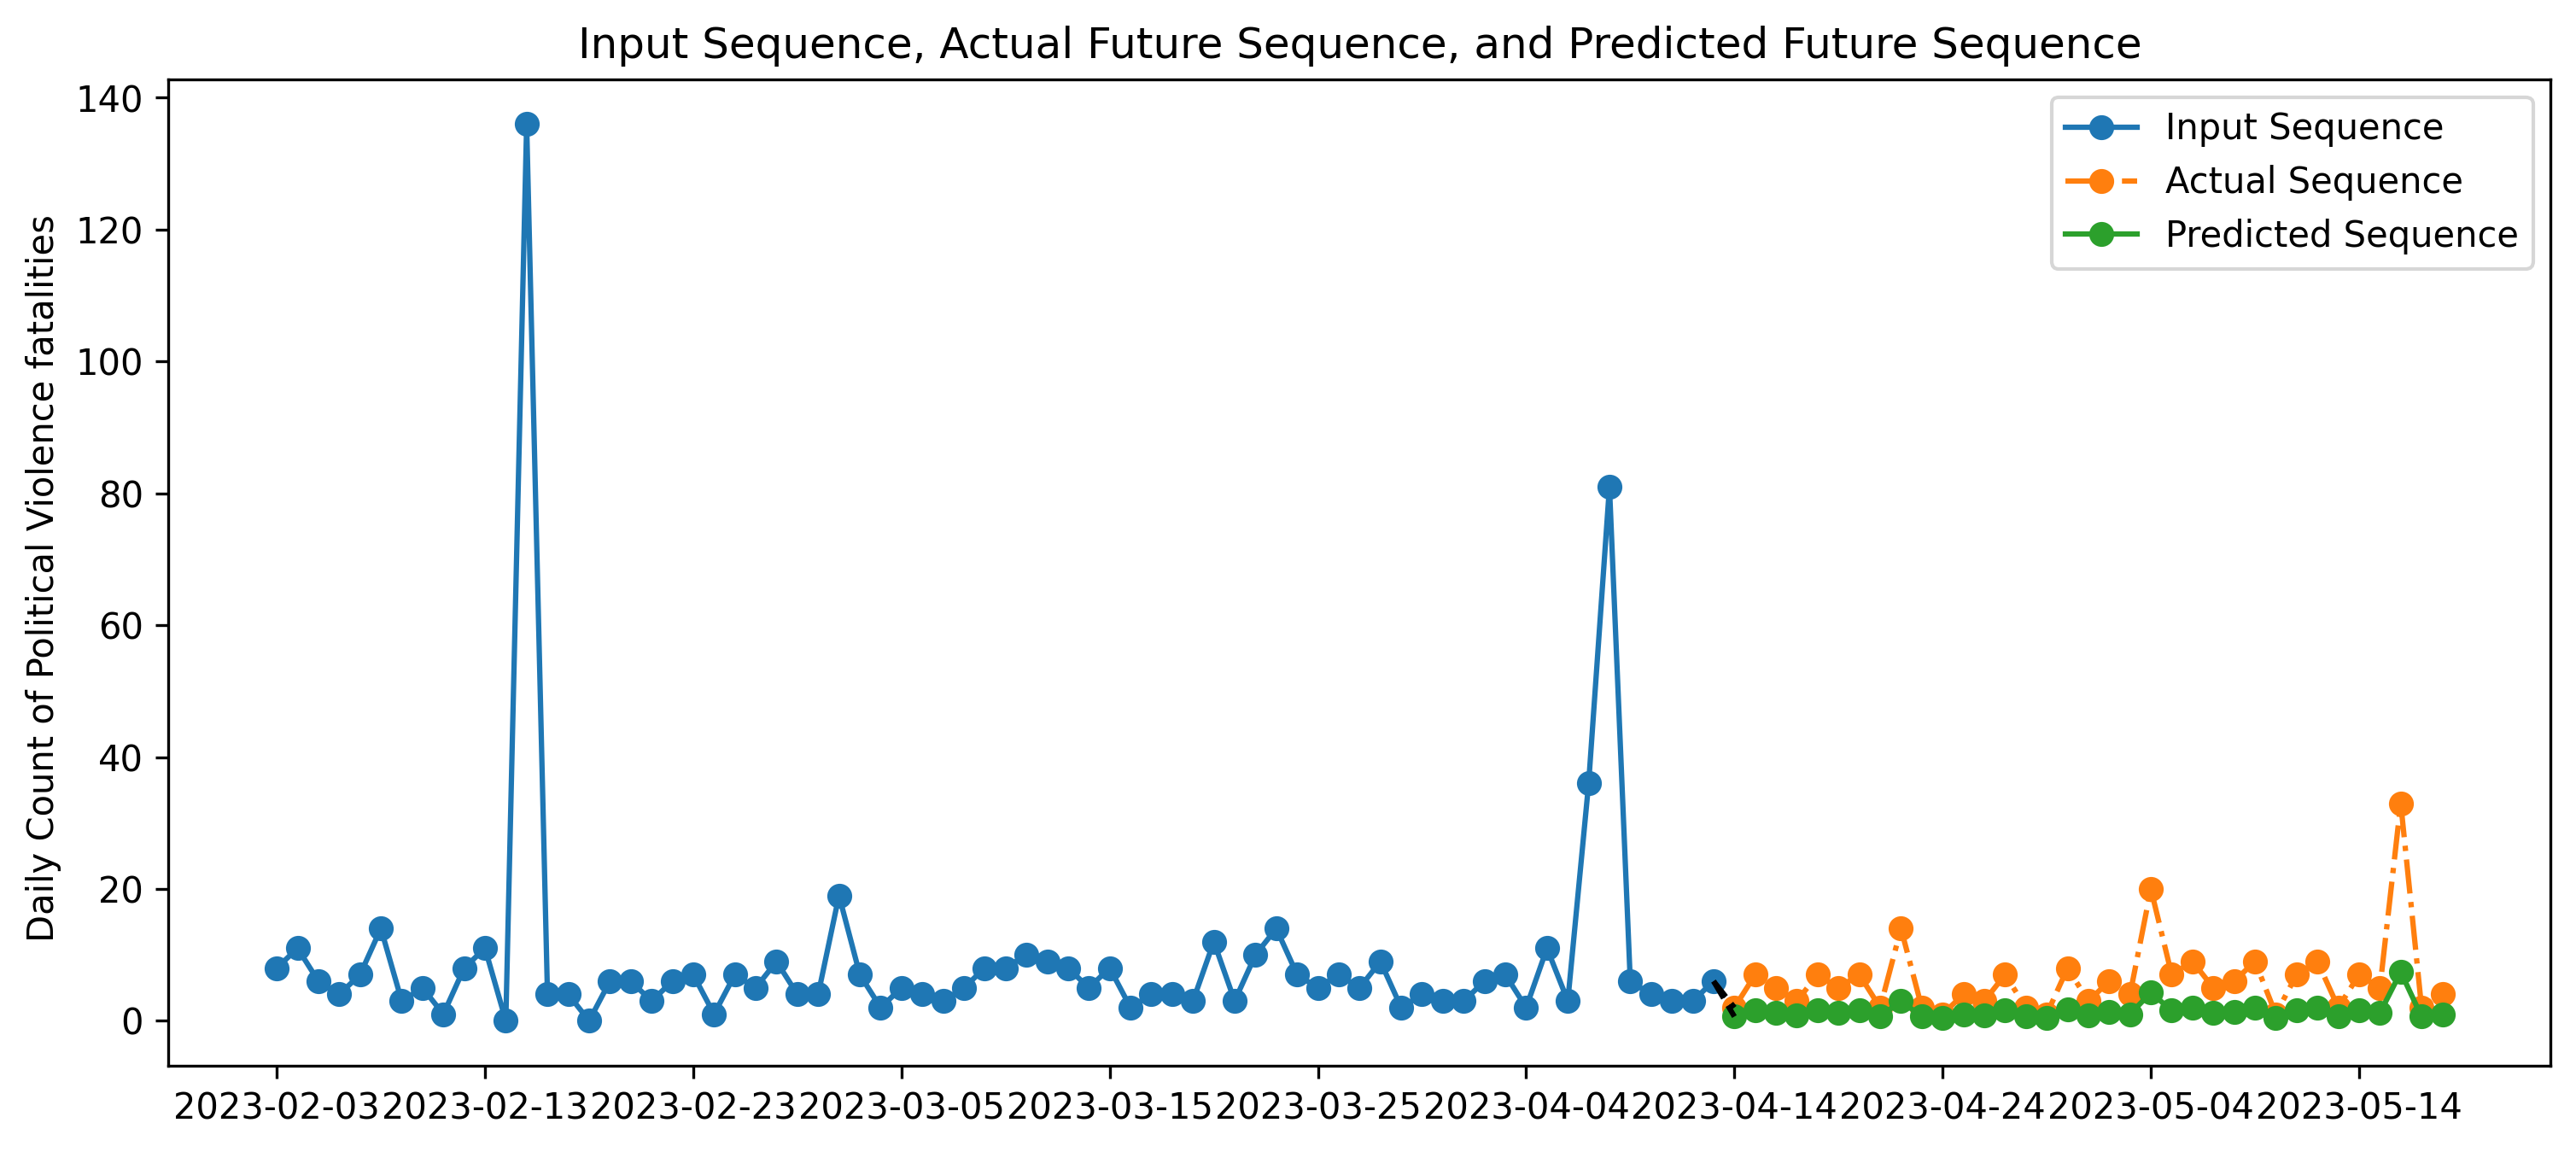 Input Sequence, Actual Future Sequence, and Predicted Future Sequence
Daily Count of Political Violence fatalities
140
120
100
80
60
40
20
0
Input Sequence
Actual Sequence
Predicted Sequence
2023-02-03 2023-02-13 2023-02-23 2023-03-05 2023-03-15 2023-03-25 2023-04-04 2023-04-14 2023-04-24 2023-05-04 2023-05-14